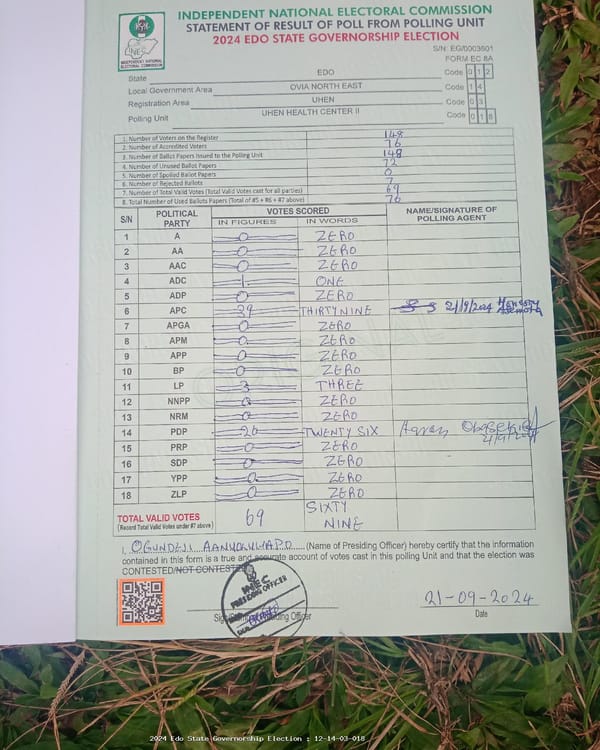 INDEPENDENT NATIONAL ELECTORAL COMMISSION
STATEMENT OF RESULT OF POLL FROM POLLING UNIT
2024 EDO STATE GOVERNORSHIP ELECTION
INEC
INDEPENDENT NATIONAL ELECTORAL COMMISSION
S/N: EG/0003601
FORM EC 8A
State EDO Code 0 1 2
Local Government Area OVIA NORTH EAST Code 1 4
Registration Area UHEN Code 0 3
Polling Unit UHEN HEALTH CENTER II Code 0 1 8
1. Number of Voters on the Register 148
2. Number of Accredited Voters 76
3. Number of Ballot Papers Issued to the Polling Unit 148
4. Number of Unused Ballot Papers 72
5. Number of Spoiled Ballot Papers 0
6. Number of Rejected Ballots 7
7. Number of Total Valid Votes (Total Valid Votes cast for all parties) 69
8. Total Number of Used Ballots Papers (Total of #5 + #6 + #7 above) 76
S/N POLITICAL PARTY VOTES SCORED NAME/SIGNATURE OF POLLING AGENT
IN FIGURES IN WORDS
1 A 0 ZERO
2 AA 0 ZERO
3 AAC 0 ZERO
4 ADC 1 ONE
5 ADP 0 ZERO
6 APC 39 THIRTY NINE 21/9/2024
7 APGA 0 ZERO
8 APM 0 ZERO
9 APP 0 ZERO
10 BP 0 ZERO
11 LP 3 THREE
12 NNPP 0 ZERO
13 NRM 0 ZERO
14 PDP 26 TWENTY SIX
15 PRP 0 ZERO
16 SDP 0 ZERO
17 YPP 0 ZERO
18 ZLP 0 ZERO
TOTAL VALID VOTES 69 SIXTY NINE
(Record Total Valid Votes under #7 above)
I, OGUNDEJI (Name of Presiding Officer) hereby certify that the information
contained in this form is a true and accurate account of votes cast in this polling unit and that the election was
CONTESTED/NOT CONTESTED
INEC
PRESIDING OFFICER
21-09-2024
Date
2024 Edo State Governorship Election : 12-14-03-018